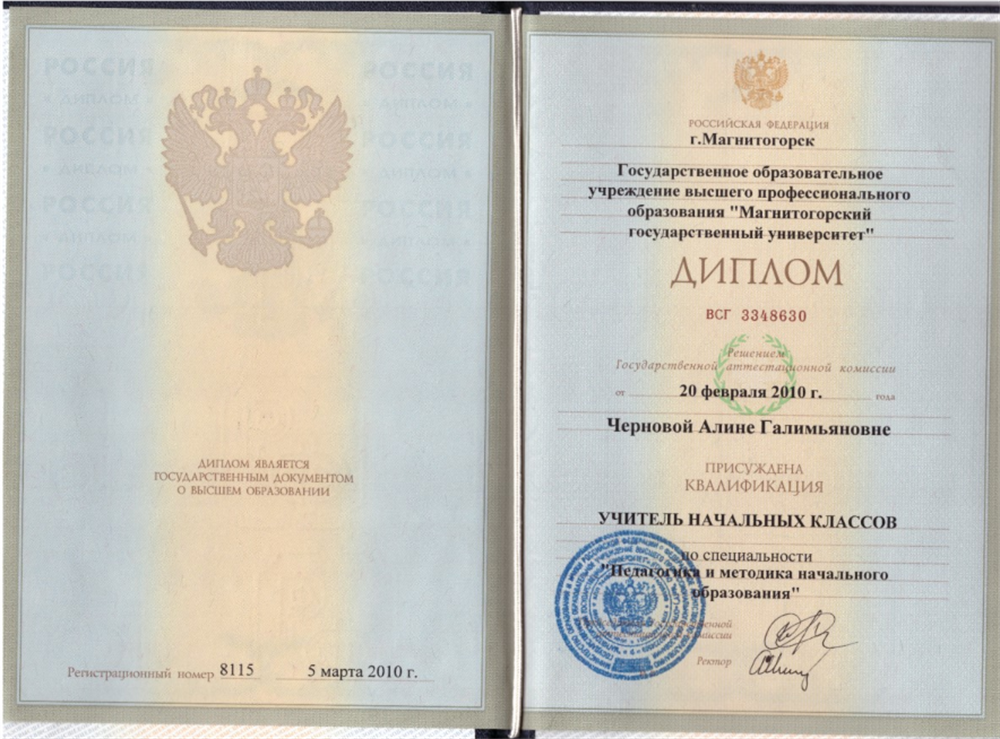 РОССИЯ РОССИЯ
РОССИЯ РОССИЯ
РОССИЯ РОССИЯ
РОССИЯ РОССИЯ
ДИПЛОМ ЯВЛЯЕТСЯ
ГОСУДАРСТВЕННЫМ ДОКУМЕНТОМ
О ВЫСШЕМ ОБРАЗОВАНИИ
Регистрационный номер 8115 5 марта 2010 г.
РОССИЙСКАЯ ФЕДЕРАЦИЯ
г.Магнитогорск
Государственное образовательное
учреждение высшего профессионального
образования "Магнитогорский
государственный университет"
ДИПЛОМ
ВСГ 3348630
Решением
Государственной аттестационной комиссии
от 20 февраля 2010 г. года
Черновой Алине Галимьяновне
ПРИСУЖДЕНА
КВАЛИФИКАЦИЯ
УЧИТЕЛЬ НАЧАЛЬНЫХ КЛАССОВ
по специальности
"Педагогика и методика начального
образования"
Ректор